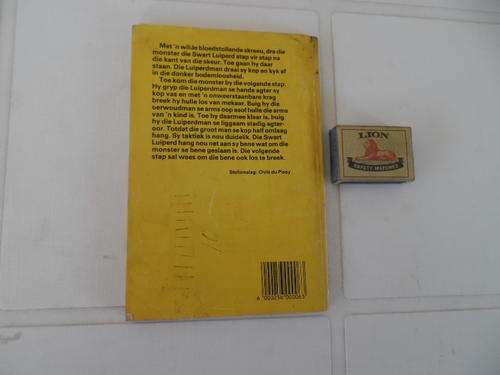 Met 'n wilde bloedstollende skreeu, dra die
monster die Swart Luiperd stap vir stap na
die kant van die skeur. Toe gaan hy daar
staan. Die Luiperdman draai sy kop en kyk af
in die donker bodemloosheid.
Toe kom die monster by die volgende stap.
Hy gryp die Luiperdman se hande agter sy
kop vas en met 'n onweerstaanbare krag
breek hy hulle los van mekaar. Buig hy die
oerwoudman se arms oop asof hulle die arms
van 'n kind is. Toe hy daarmee klaar is, buig
hy die Luiperdman se liggaam stadig agter-
oor. Totdat die groot man se kop half omlaag
hang. Sy taktiek is nou duidelik. Die Swart
Luiperd hang nou net aan sy bene wat om die
monster se bene geslaan is. Die volgende
stap sal wees om die bene ook los te breek.
Stofomslag: Chris du Plooy
LION
SAFETY MATCHES